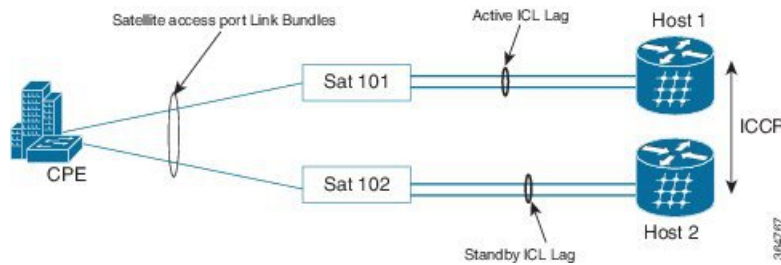 Satellite access port Link Bundles
Active ICL Lag
Host 1
Sat 101
ICCP
CPE
Sat 102
Host 2
Standby ICL Lag